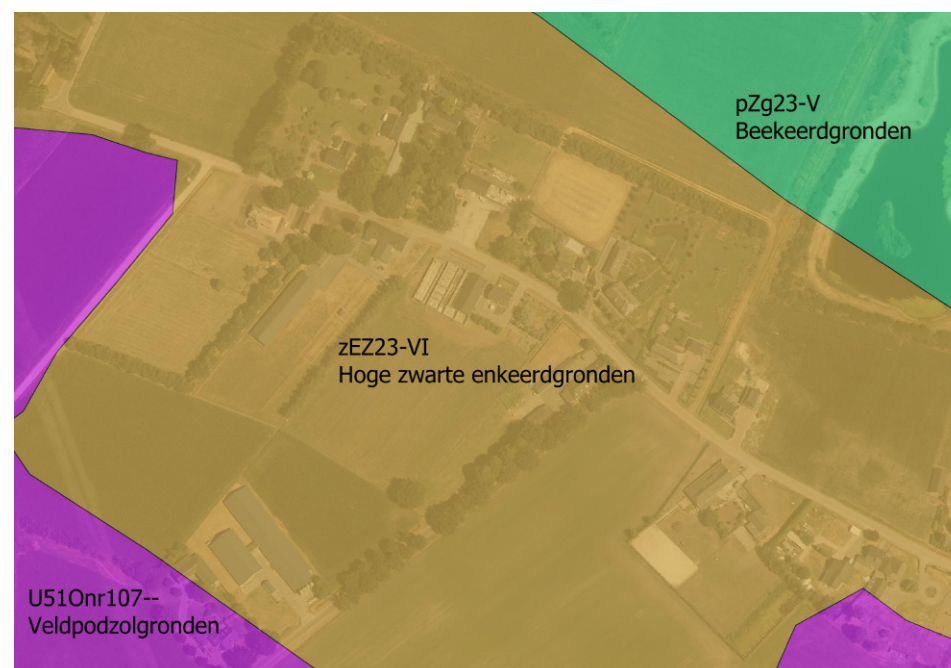 pZg23-V
Beekeerdgronden
zEZ23-VI
Hoge zwarte enkeerdgronden
U51Onr107--
Veldpodzolgronden